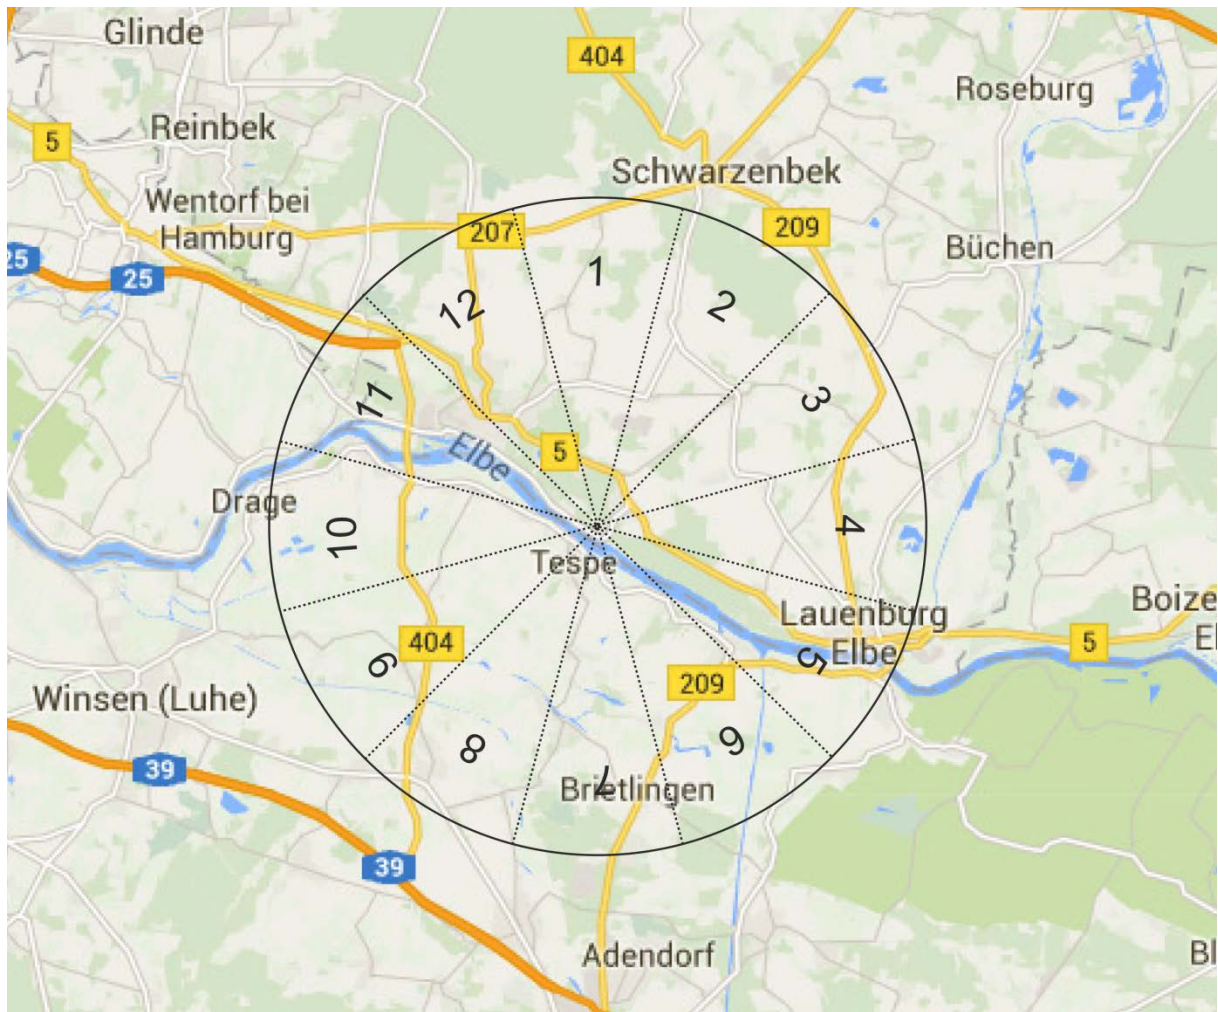 Glinde
404
Roseburg
5
Reinbek
Schwarzenbek
Wentorf bei
Hamburg
207
209
Büchen
25
25
1
2
12
3
11
5
Elbe
Drage
10
4
Tespe
Lauenburg
Elbe
Boize
El
5
404
9
5
209
Winsen (Luhe)
8
6
39
7
Brietlingen
39
Adendorf
Bl